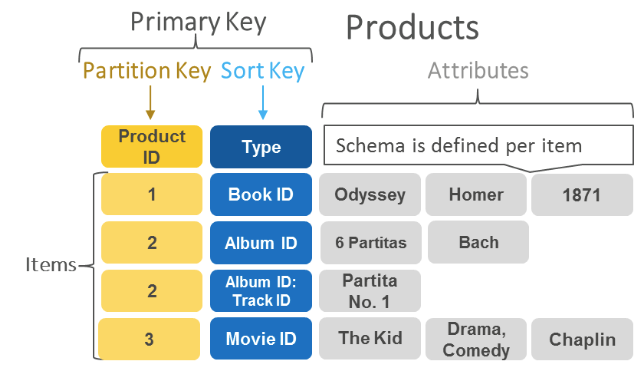 Primary Key
Products
Partition Key
Sort Key
Attributes
Product
ID
Type
Schema is defined per item
1
Book ID
Odyssey
Homer
1871
2
Album ID
6 Partitas
Bach
Items
2
Album ID:
Track ID
Partita
No. 1
3
Movie ID
The Kid
Drama,
Comedy
Chaplin